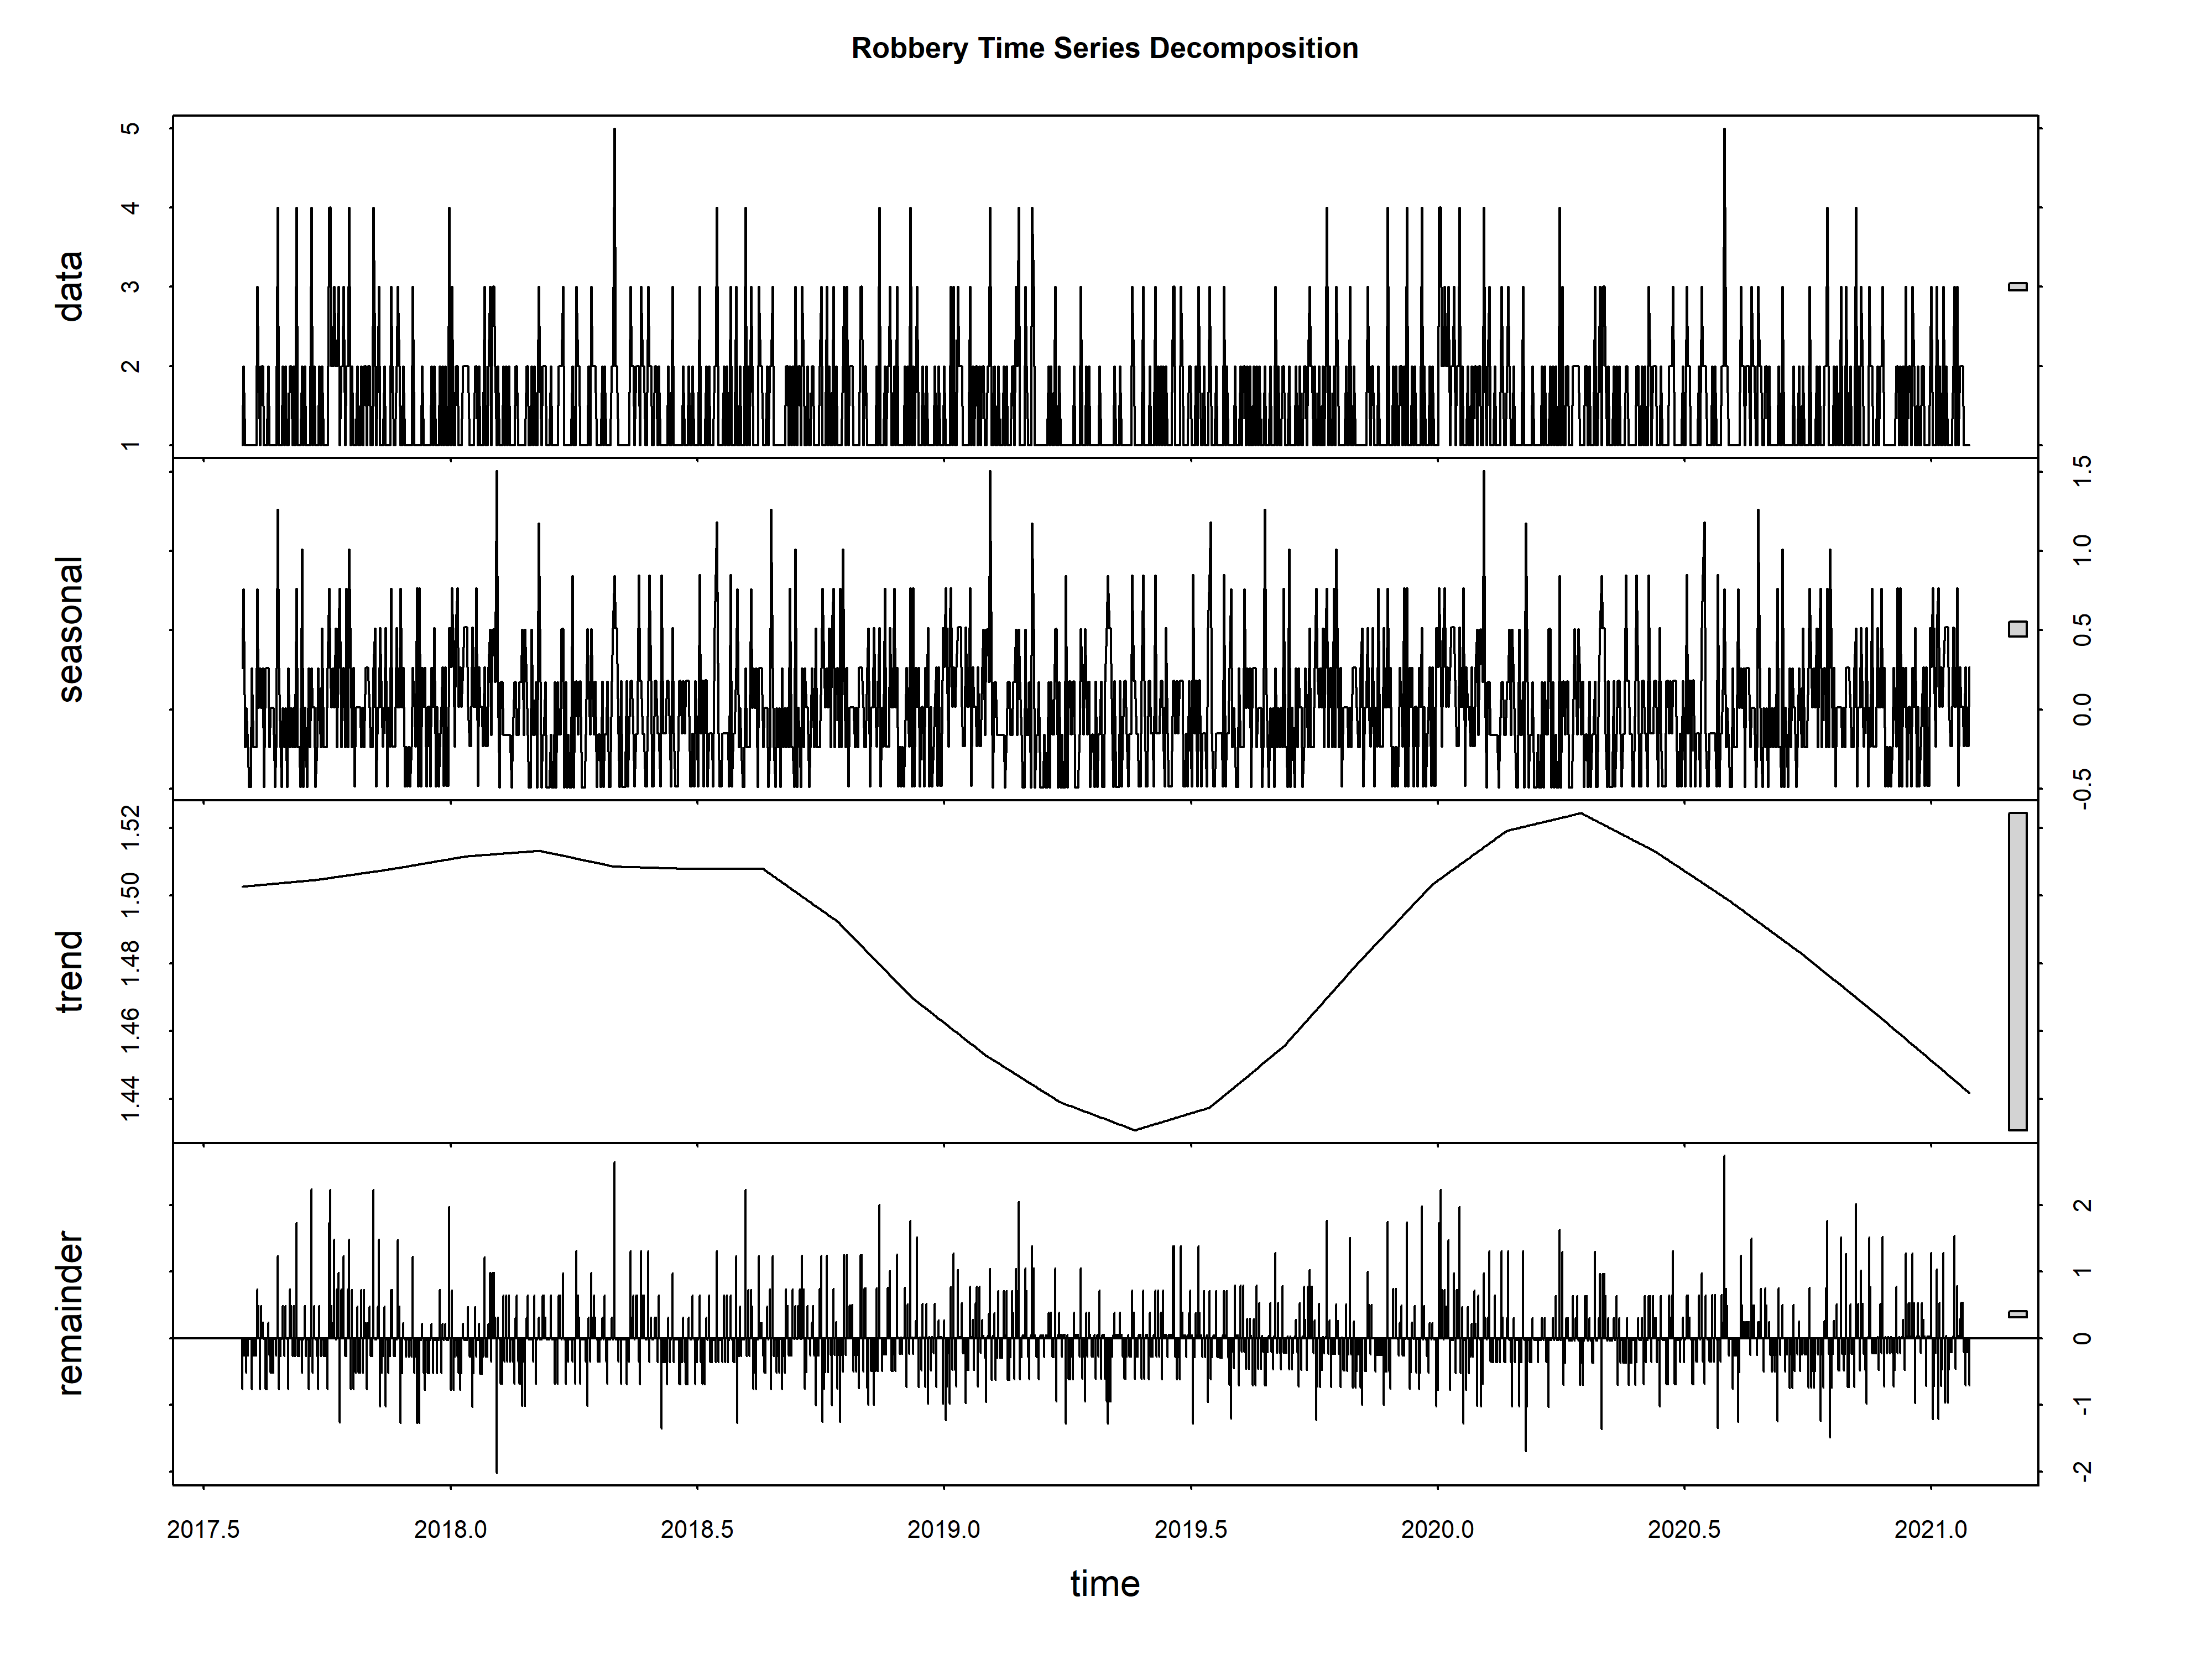 Robbery Time Series Decomposition
data
1 2 3 4 5
seasonal
-0.5 0.0 0.5 1.0 1.5
trend
1.44 1.46 1.48 1.50 1.52
remainder
-2 -1 0 1 2
2017.5 2018.0 2018.5 2019.0 2019.5 2020.0 2020.5 2021.0
time